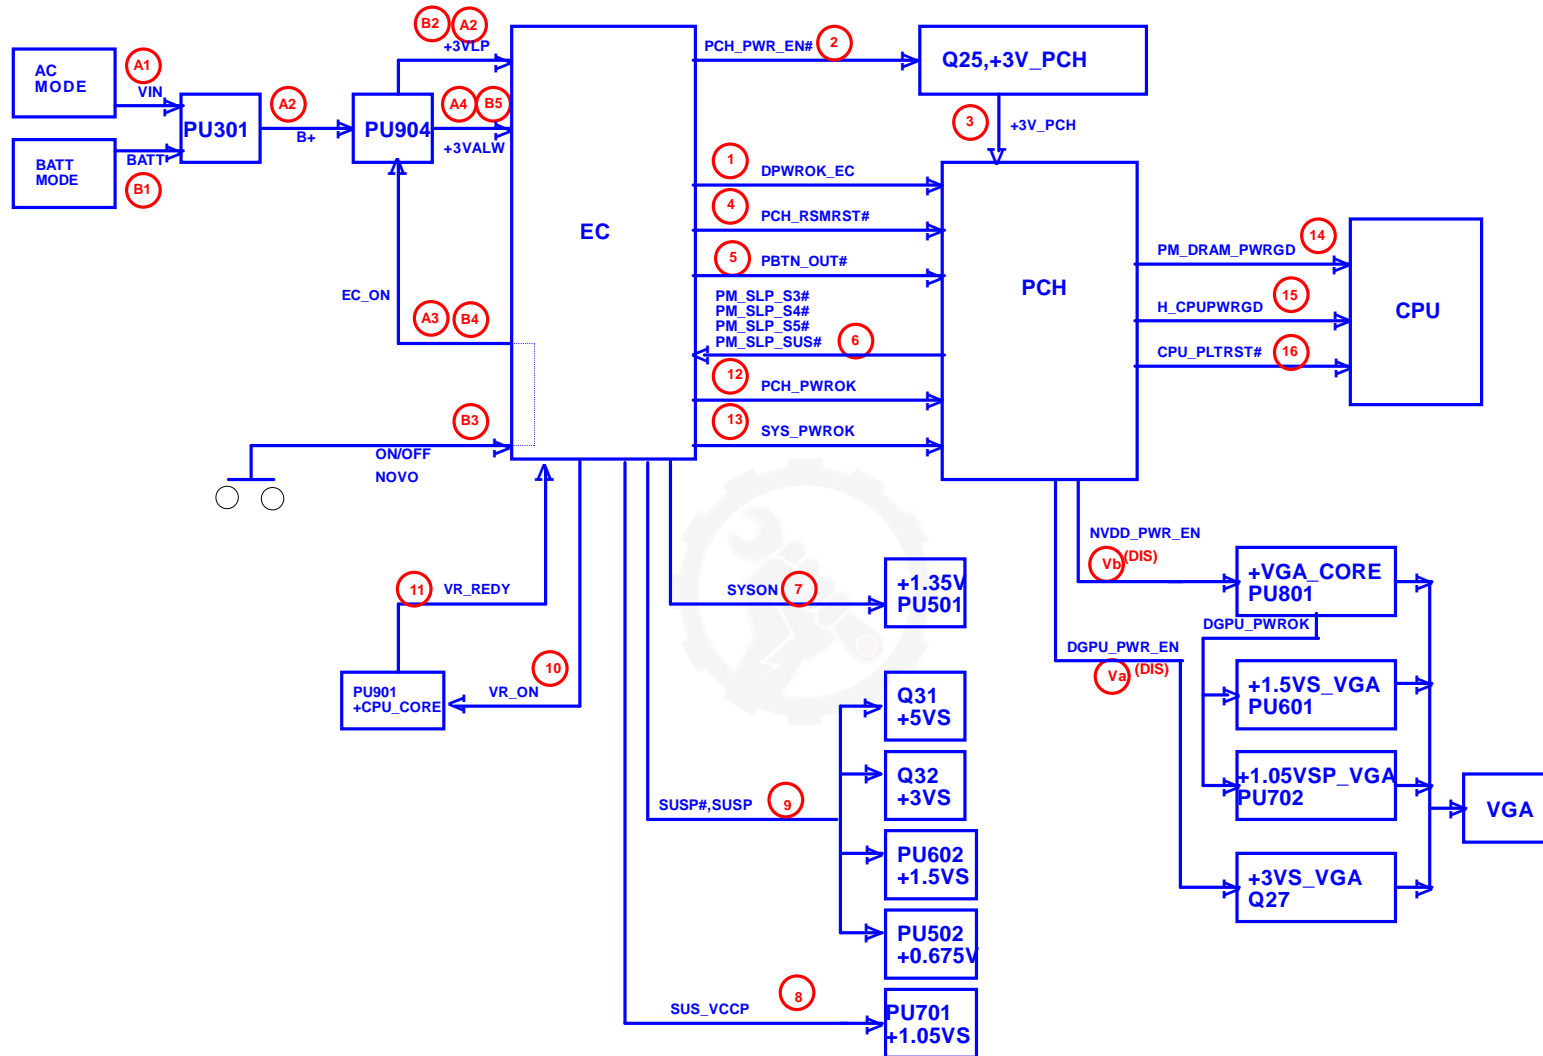 B2
A2
+3VLP
AC
MODE
A1
VIN
PU301
A2
B+
PU904
A4
B5
+3VALW
BATT
MODE
BATT
B1
EC
PCH_PWR_EN#
2
Q25,+3V_PCH
3
+3V_PCH
1
DPWROK_EC
4
PCH_RSMRST#
5
PBTN_OUT#
PM_SLP_S3#
PM_SLP_S4#
PM_SLP_S5#
PM_SLP_SUS#
6
12
PCH_PWROK
13
SYS_PWROK
PCH
PM_DRAM_PWRGD
14
H_CPUPWRGD
15
CPU_PLTRST#
16
CPU
EC_ON
A3
B4
B3
ON/OFF
NOVO
11
VR_REDY
10
VR_ON
PU901
+CPU_CORE
SYSON
7
+1.35V
PU501
Q31
+5VS
Q32
+3VS
SUSP#,SUSP
9
PU602
+1.5VS
PU502
+0.675V
SUS_VCCP
8
PU701
+1.05VS
NVDD_PWR_EN
Vb
(DIS)
+VGA_CORE
PU801
DGPU_PWROK
DGPU_PWR_EN
Va
(DIS)
+1.5VS_VGA
PU601
+1.05VSP_VGA
PU702
+3VS_VGA
Q27
VGA